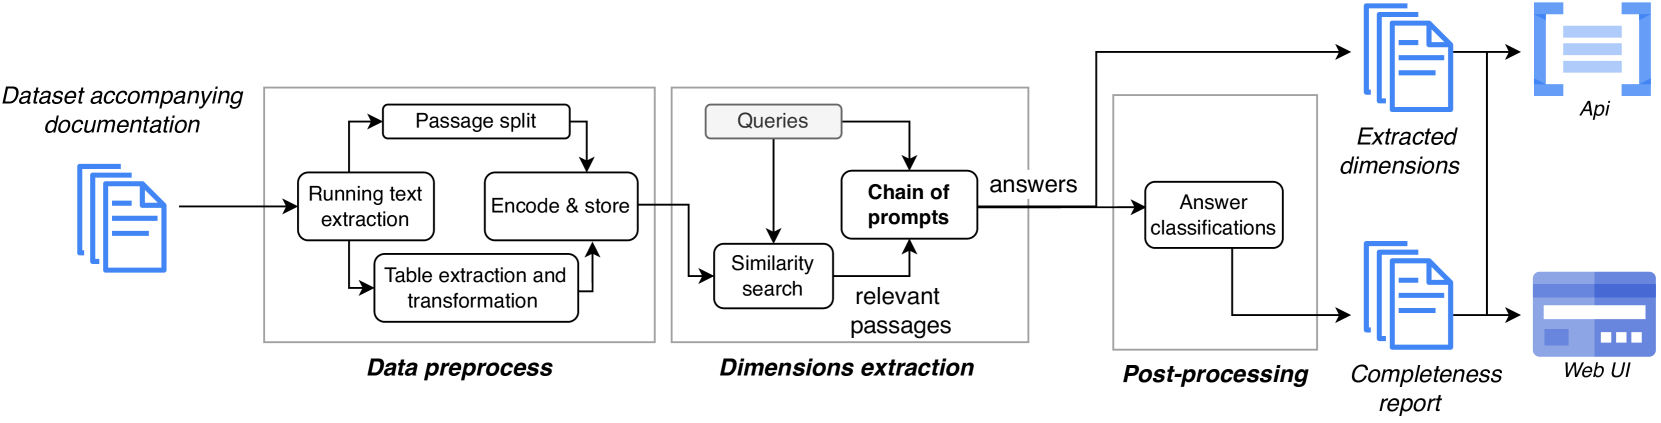 Dataset accompanying
documentation
Passage split
Running text
extraction
Encode & store
Table extraction and
transformation
Data preprocess
Queries
Chain of
prompts
Similarity
search
relevant
passages
answers
Dimensions extraction
Answer
classifications
Post-processing
Extracted
dimensions
Completeness
report
Api
Web UI